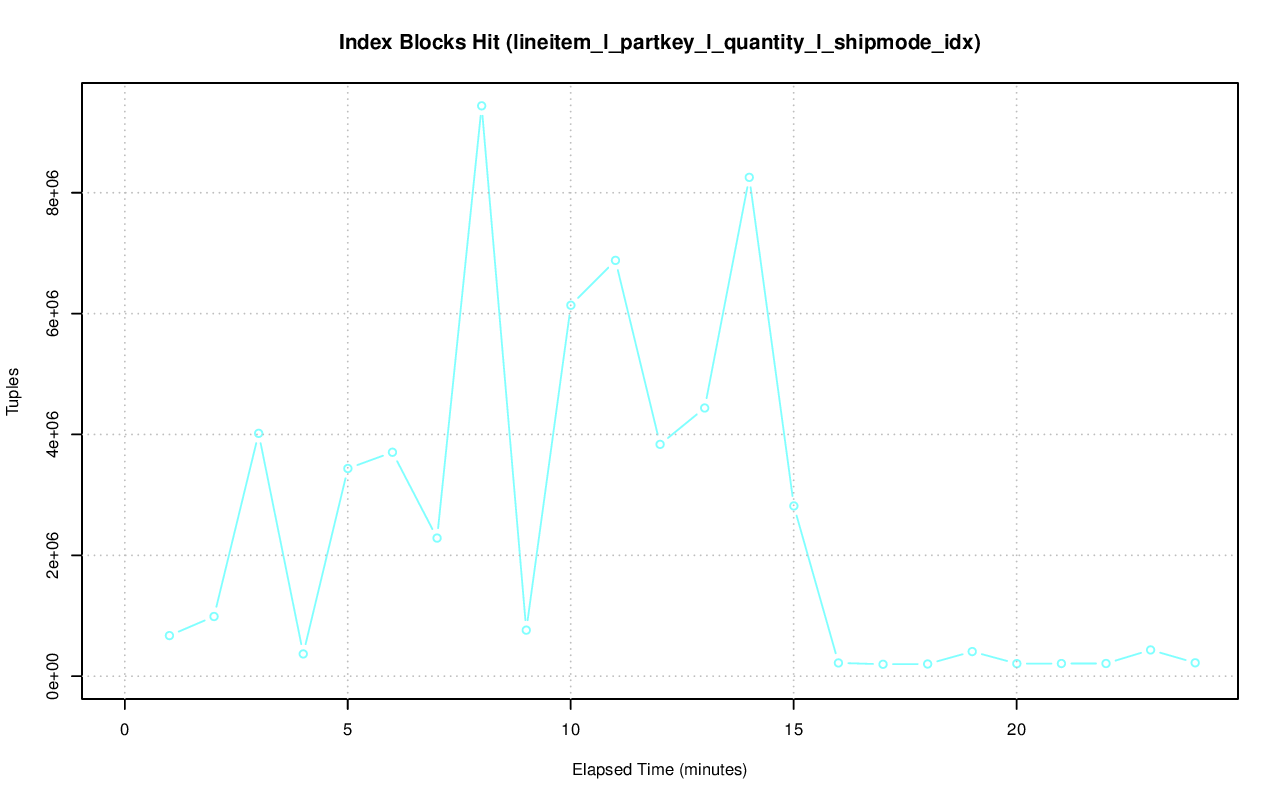 Index Blocks Hit (lineitem_l_partkey_l_quantity_l_shipmode_idx)
Tuples
8e+06
6e+06
4e+06
2e+06
0e+00
0 5 10 15 20
Elapsed Time (minutes)